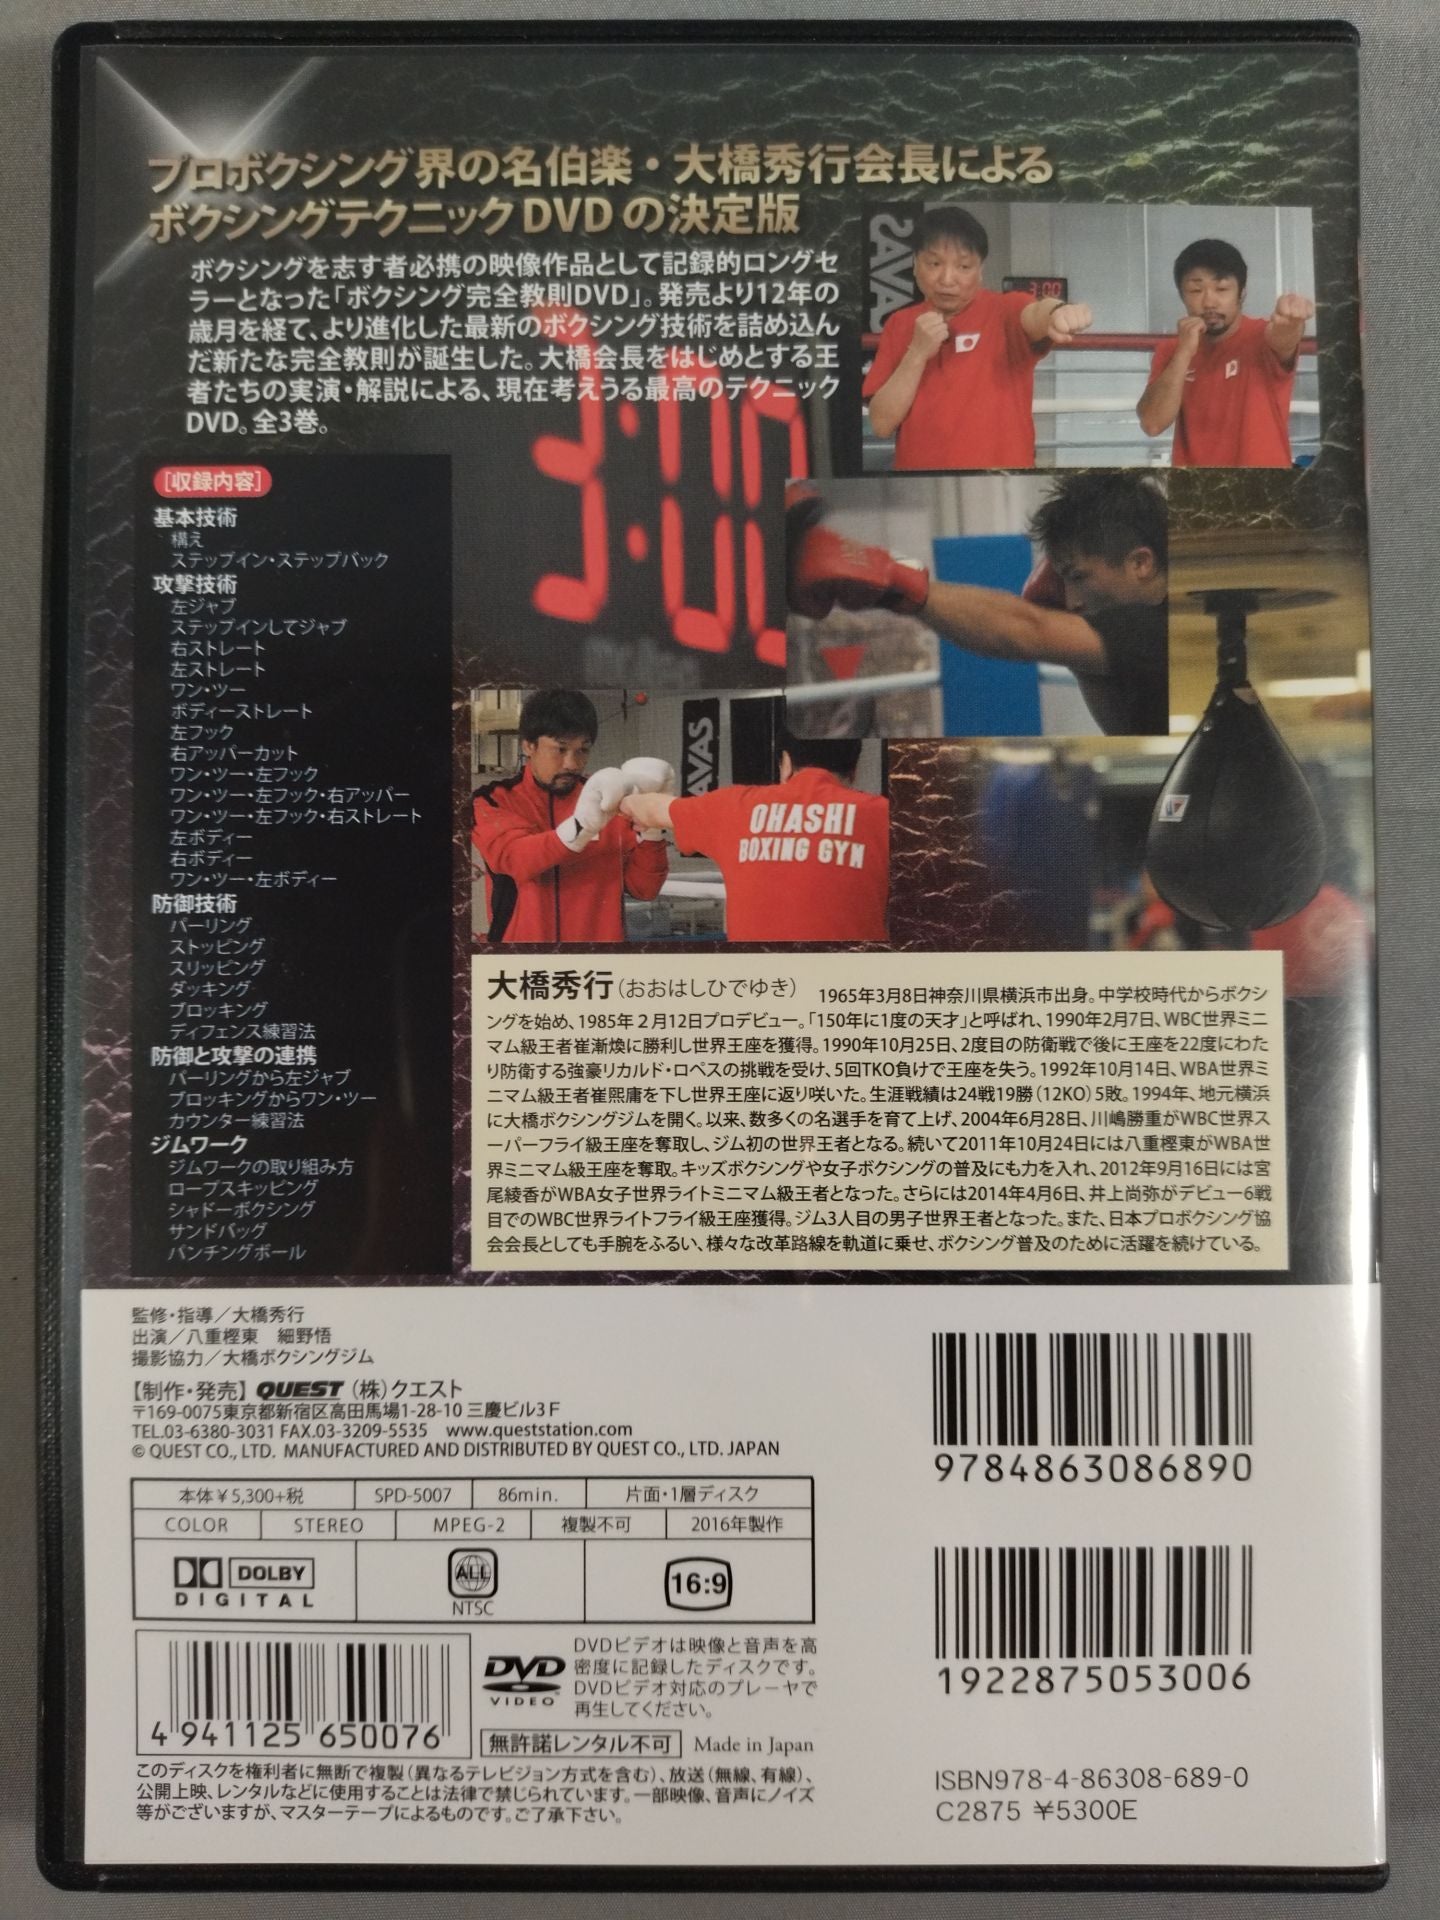 プロボクシング界の名伯楽・大橋秀行会長による
ボクシングテクニックDVDの決定版
ボクシングを志す者必携の映像作品として記録的ロングセ
ラーとなった「ボクシング完全教則DVD」。発売より12年の
歳月を経て、より進化した最新のボクシング技術を詰め込ん
だ新たな完全教則が誕生した。大橋会長をはじめとする王
者たちの実演・解説による、現在考えうる最高のテクニック
DVD。全3巻。
SAVAS
3:00
3:00
[収録内容]
基本技術
構え
ステップイン・ステップバック
攻撃技術
左ジャブ
ステップインしてジャブ
右ストレート
左ストレート
ワン・ツー
ボディーストレート
左フック
右アッパーカット
ワン・ツー・左フック
ワン・ツー・左フック・右アッパー
ワン・ツー・左フック・右ストレート
左ボディー
右ボディー
ワン・ツー・左ボディー
防御技術
パーリング
ストッピング
スリッピング
ダッキング
ブロッキング
ディフェンス練習法
防御と攻撃の連携
パーリングから左ジャブ
ブロッキングからワン・ツー
カウンター練習法
ジムワーク
ジムワークの取り組み方
ロープスキッピング
シャドーボクシング
サンドバッグ
パンチングボール
SAVAS
OHASHI
BOXING GYM
大橋秀行(おおはしひでゆき) 1965年3月8日神奈川県横浜市出身。中学校時代からボクシ
ングを始め、1985年2月12日プロデビュー。「150年に1度の天才」と呼ばれ、1990年2月7日、WBC世界ミニ
マム級王者崔漸煥に勝利し世界王座を獲得。1990年10月25日、2度目の防衛戦で後に王座を22度にわた
り防衛する強豪リカルド・ロペスの挑戦を受け、5回TKO負けで王座を失う。1992年10月14日、WBA世界ミ
ニマム級王者崔煕庸を下し世界王座に返り咲いた。生涯戦績は24戦19勝(12KO)5敗。1994年、地元横浜
に大橋ボクシングジムを開く。以来、数多くの名選手を育て上げ、2004年6月28日、川嶋勝重がWBC世界ス
ーパーフライ級王座を奪取し、ジム初の世界王者となる。続いて2011年10月24日には八重樫東がWBA世
界ミニマム級王座を奪取。キッズボクシングや女子ボクシングの普及にも力を入れ、2012年9月16日には宮
尾綾香がWBA女子世界ライトミニマム級王者となった。さらには2014年4月6日、井上尚弥がデビュー6戦
目でのWBC世界ライトフライ級王座獲得。ジム3人目の男子世界王者となった。また、日本プロボクシング協
会会長としても手腕をふるい、様々な改革路線を軌道に乗せ、ボクシング普及のために活躍を続けている。
監修・指導/大橋秀行
出演/八重樫東 細野悟
撮影協力/大橋ボクシングジム
【制作・発売】QUEST (株)クエスト
〒169-0075東京都新宿区高田馬場1-28-10 三慶ビル3F
TEL.03-6380-3031 FAX.03-3209-5535 www.queststation.com
© QUEST CO., LTD. MANUFACTURED AND DISTRIBUTED BY QUEST CO., LTD. JAPAN
本体¥5,300+税 SPD-5007 86min. 片面・1層ディスク
COLOR STEREO MPEG-2 複製不可 2016年製作
DOLBY
DIGITAL
ALL
NTSC
16:9
4 941125 650076
DVD
VIDEO
DVDビデオは映像と音声を高
密度に記録したディスクです。
DVDビデオ対応のプレーヤで
再生してください。
無許諾レンタル不可 Made in Japan
このディスクを権利者に無断で複製(異なるテレビジョン方式を含む)、放送(無線、有線)、
公開上映、レンタルなどに使用することは法律で禁じられています。一部映像、音声にノイズ
等がございますが、マスターテープによるものです。ご了承下さい。
9784863086890
1922875053006
ISBN978-4-86308-689-0
C2875 ¥5300E